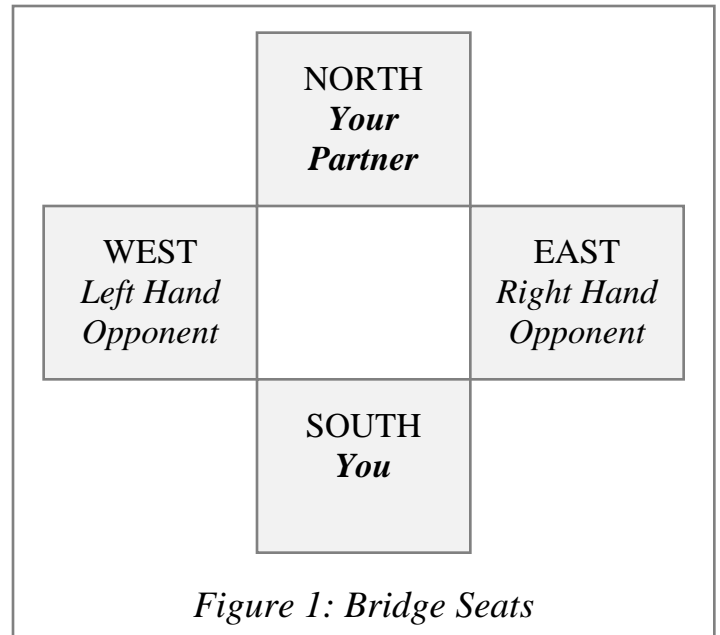 NORTH
Your
Partner
WEST
Left Hand
Opponent
EAST
Right Hand
Opponent
SOUTH
You
Figure 1: Bridge Seats